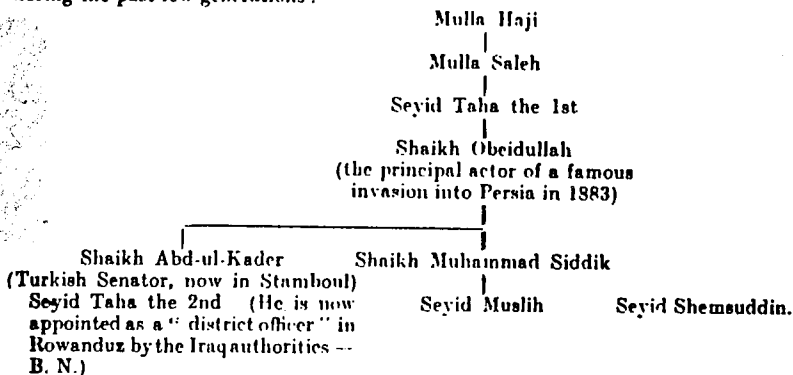 during the past few generations :
Mulla Haji
Mulla Saleh
Seyid Taha the 1st
Shaikh Obeidullah
(the principal actor of a famous
invasion into Persia in 1883)
Shaikh Abd-ul-Kader Shaikh Muhammad Siddik
(Turkish Senator, now in Stamboul)
Seyid Taha the 2nd (He is now Seyid Muslih Seyid Shemsuddin.
appointed as a “ district officer ” in
Rowanduz by the Iraq authorities —
B. N.)